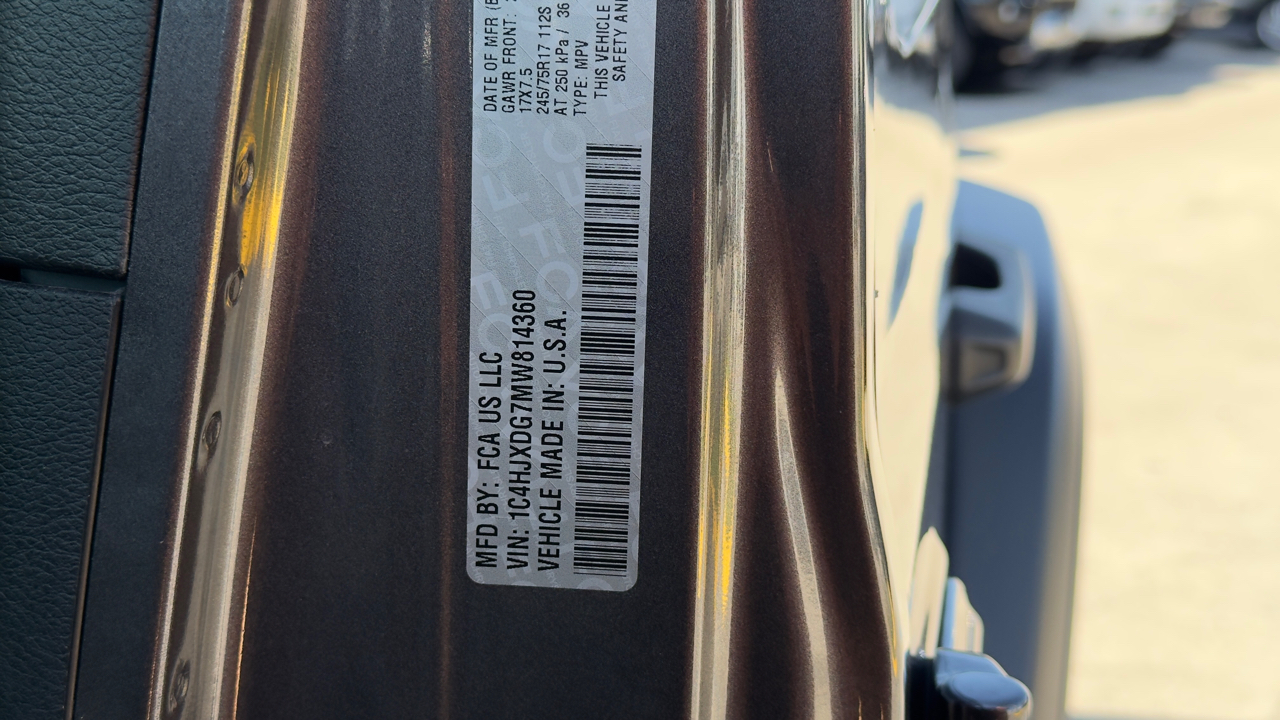 MFD BY: FCA US LLC
VIN: 1C4HJXDG7MW814360
VEHICLE MADE IN: U.S.A.
DATE OF MFR
GAWR FRONT:
17X7.5
245/75R17 112S
AT 250 kPa / 36
TYPE: MPV
THIS VEHICLE
SAFETY AND